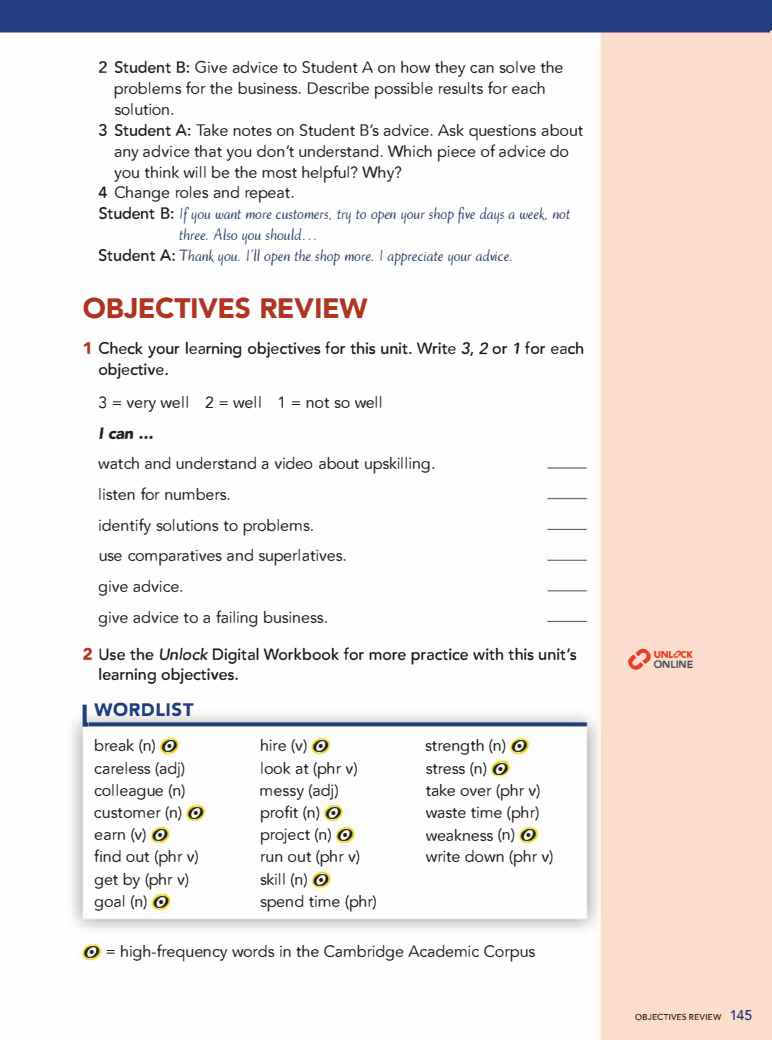 2 Student B: Give advice to Student A on how they can solve the
problems for the business. Describe possible results for each
solution.
3 Student A: Take notes on Student B's advice. Ask questions about
any advice that you don't understand. Which piece of advice do
you think will be the most helpful? Why?
4 Change roles and repeat.
Student B: If you want more customers, try to open your shop five days a week, not
three. Also you should…
Student A: Thank you. I'll open the shop more. I appreciate your advice.
OBJECTIVES REVIEW
1 Check your learning objectives for this unit. Write 3, 2 or 1 for each
objective.
3 = very well 2 = well 1 = not so well
I can ...
watch and understand a video about upskilling.
listen for numbers.
identify solutions to problems.
use comparatives and superlatives.
give advice.
give advice to a failing business.
2 Use the Unlock Digital Workbook for more practice with this unit's
learning objectives.
UNLOCK
ONLINE
WORDLIST
break (n)
careless (adj)
colleague (n)
customer (n)
earn (v)
find out (phr v)
get by (phr v)
goal (n)
hire (v)
look at (phr v)
messy (adj)
profit (n)
project (n)
run out (phr v)
skill (n)
spend time (phr)
strength (n)
stress (n)
take over (phr v)
waste time (phr)
weakness (n)
write down (phr v)
= high-frequency words in the Cambridge Academic Corpus
OBJECTIVES REVIEW 145